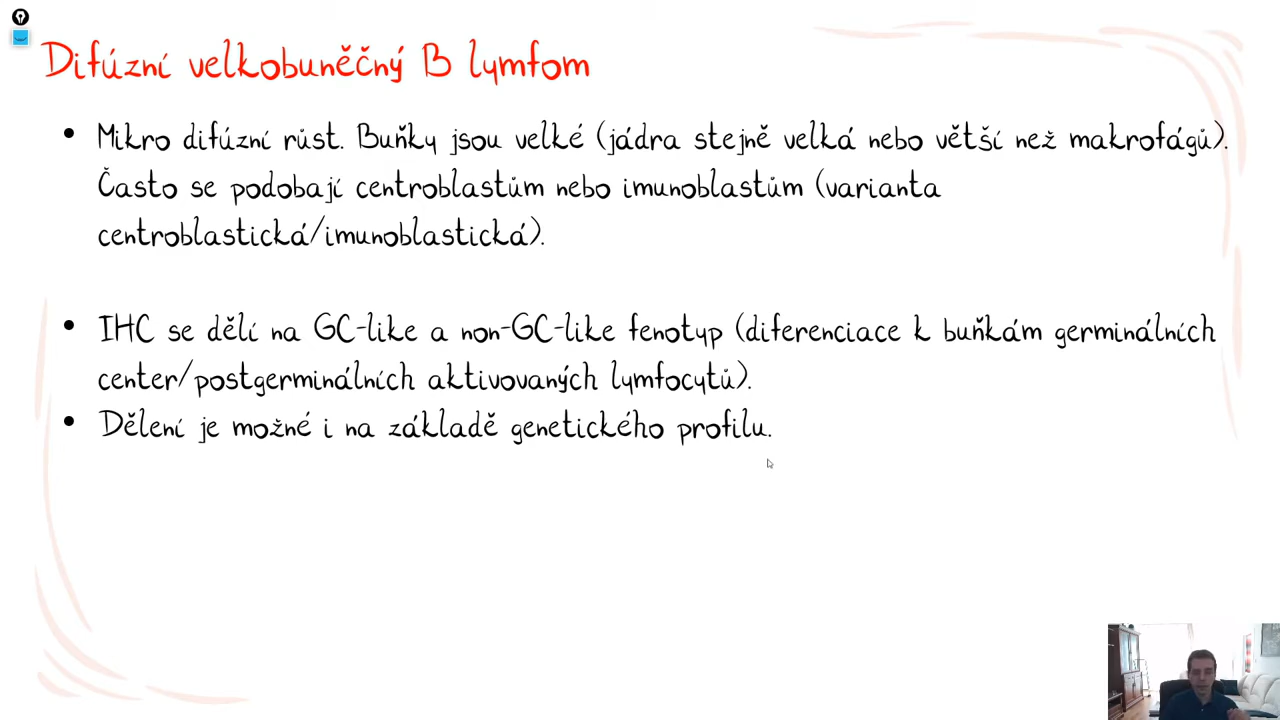 Difúzní velkobuněčný B lymfom
• Mikro difúzní růst. Buňky jsou velké (jádra stejně velká nebo větší než makrofágů).
Často se podobají centroblastům nebo imunoblastům (varianta
centroblastická/imunoblastická).
• IHC se dělí na GC-like a non-GC-like fenotyp (diferenciace k buňkám germinálních
center/postgerminálních aktivovaných lymfocytů).
• Dělení je možné i na základě genetického profilu.